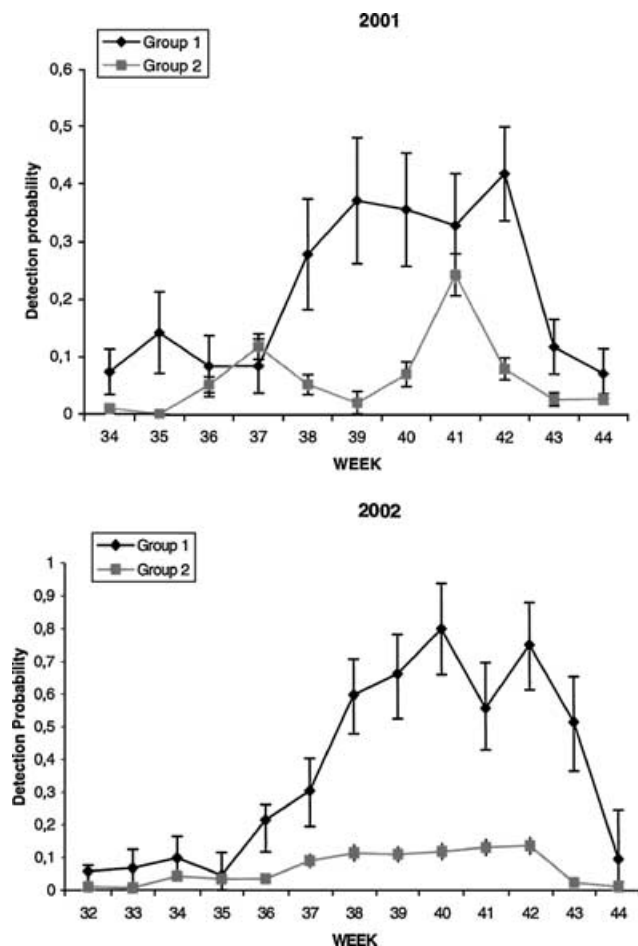 2001
Group 1
Group 2
0,6
0,5
0,4
0,3
0,2
0,1
0
Detection probability
34 35 36 37 38 39 40 41 42 43 44
WEEK
2002
Group 1
Group 2
1
0,9
0,8
0,7
0,6
0,5
0,4
0,3
0,2
0,1
0
Detection Probability
32 33 34 35 36 37 38 39 40 41 42 43 44
WEEK